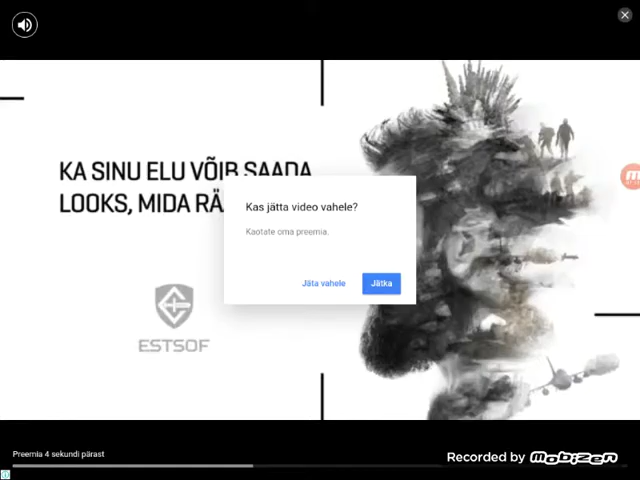 KA SINU ELU VÕIB SAADA
LOOKS, MIDA
Kas jätta video vahele?
Kaotate oma preemia.
Jäta vahele
Jätka
ESTSOF
Preemia 4 sekundi pärast
Recorded by Mobizen